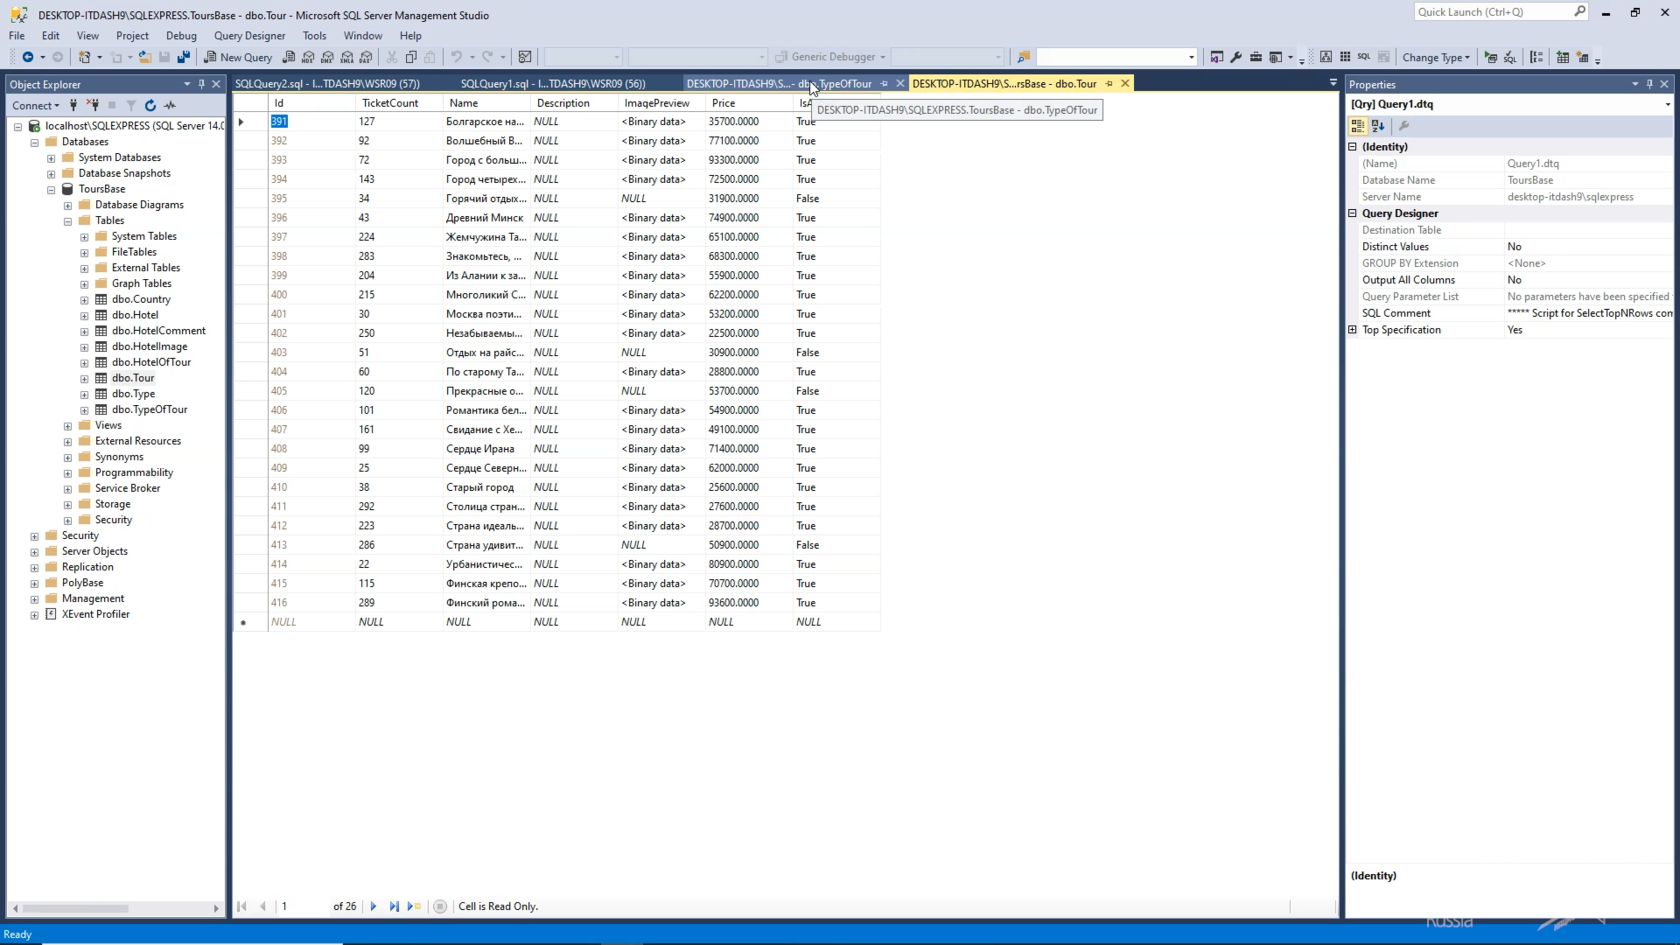 DESKTOP-ITDASH9\SQLEXPRESS.ToursBase - dbo.Tour - Microsoft SQL Server Management Studio
Quick Launch (Ctrl+Q)
File Edit View Project Debug Query Designer Tools Window Help
New Query
Generic Debugger
Change Type
Object Explorer
SQLQuery2.sql - l...TDASH9\WSR09 (57))
SQLQuery1.sql - l...TDASH9\WSR09 (56))
DESKTOP-ITDASH9\S...- dbo.TypeOfTour
DESKTOP-ITDASH9\S...rsBase - dbo.Tour
DESKTOP-ITDASH9\SQLEXPRESS.ToursBase - dbo.TypeOfTour
Connect
localhost\SQLEXPRESS (SQL Server 14.0
Databases
System Databases
Database Snapshots
ToursBase
Database Diagrams
Tables
System Tables
FileTables
External Tables
Graph Tables
dbo.Country
dbo.Hotel
dbo.HotelComment
dbo.HotelImage
dbo.HotelOfTour
dbo.Tour
dbo.Type
dbo.TypeOfTour
Views
External Resources
Synonyms
Programmability
Service Broker
Storage
Security
Security
Server Objects
Replication
PolyBase
Management
XEvent Profiler
Id TicketCount Name Description ImagePreview Price IsA
391 127 Болгарское на... NULL <Binary data> 35700.0000 True
392 92 Волшебный В... NULL <Binary data> 77100.0000 True
393 72 Город с больш... NULL <Binary data> 93300.0000 True
394 143 Город четырех... NULL <Binary data> 72500.0000 True
395 34 Горячий отдых... NULL NULL 31900.0000 False
396 43 Древний Минск NULL <Binary data> 74900.0000 True
397 224 Жемчужина Та... NULL <Binary data> 65100.0000 True
398 283 Знакомьтесь, ... NULL <Binary data> 68300.0000 True
399 204 Из Алании к за... NULL <Binary data> 55900.0000 True
400 215 Многоликий С... NULL <Binary data> 62200.0000 True
401 30 Москва поэти... NULL <Binary data> 53200.0000 True
402 250 Незабываемы... NULL <Binary data> 22500.0000 True
403 51 Отдых на райс... NULL NULL 30900.0000 False
404 60 По старому Та... NULL <Binary data> 28800.0000 True
405 120 Прекрасные о... NULL NULL 53700.0000 False
406 101 Романтика бел... NULL <Binary data> 54900.0000 True
407 161 Свидание с Хе... NULL <Binary data> 49100.0000 True
408 99 Сердце Ирана NULL <Binary data> 71400.0000 True
409 25 Сердце Северн... NULL <Binary data> 62000.0000 True
410 38 Старый город NULL <Binary data> 25600.0000 True
411 292 Столица стран... NULL <Binary data> 27600.0000 True
412 223 Страна идеаль... NULL <Binary data> 28700.0000 True
413 286 Страна удивит... NULL NULL 50900.0000 False
414 22 Урбанистичес... NULL <Binary data> 80900.0000 True
415 115 Финская крепо... NULL <Binary data> 70700.0000 True
416 289 Финский рома... NULL <Binary data> 93600.0000 True
NULL NULL NULL NULL NULL NULL NULL
1 of 26 Cell is Read Only.
Properties
[Qry] Query1.dtq
(Identity)
(Name) Query1.dtq
Database Name ToursBase
Server Name desktop-itdash9\sqlexpress
Query Designer
Destination Table
Distinct Values No
GROUP BY Extension <None>
Output All Columns No
Query Parameter List No parameters have been specified
SQL Comment ***** Script for SelectTopNRows con
Top Specification Yes
(Identity)
Russia
Ready